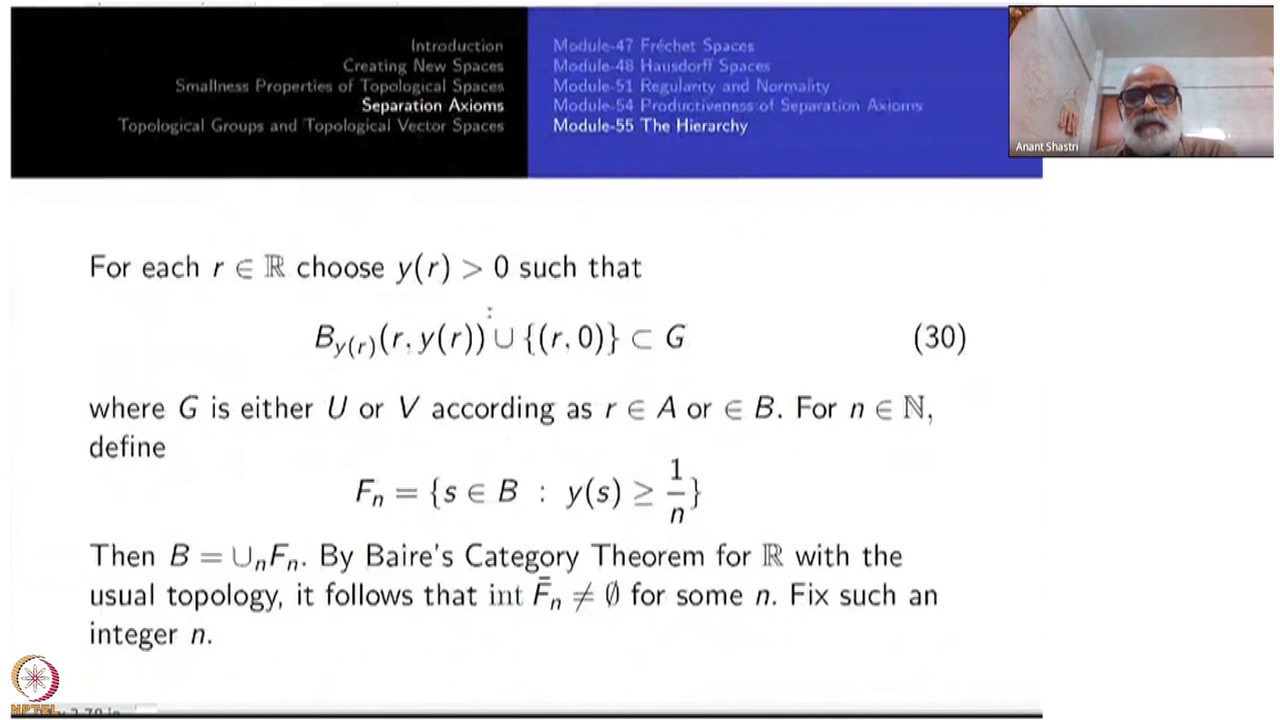 Introduction
Creating New Spaces
Smallness Properties of Topological Spaces
Separation Axioms
Topological Groups and Topological Vector Spaces
Module-47 Fréchet Spaces
Module-48 Hausdorff Spaces
Module-51 Regularity and Normality
Module-54 Productiveness of Separation Axioms
Module-55 The Hierarchy
Anant Shastri
For each r ∈ ℝ choose y(r) > 0 such that
B_{y(r)}(r, y(r)) ∪ {(r, 0)} ⊂ G (30)
where G is either U or V according as r ∈ A or ∈ B. For n ∈ ℕ,
define
F_n = {s ∈ B : y(s) ≥ 1/n}
Then B = ∪_n F_n. By Baire's Category Theorem for ℝ with the
usual topology, it follows that int F̄_n ≠ ∅ for some n. Fix such an
integer n.
NPTEL